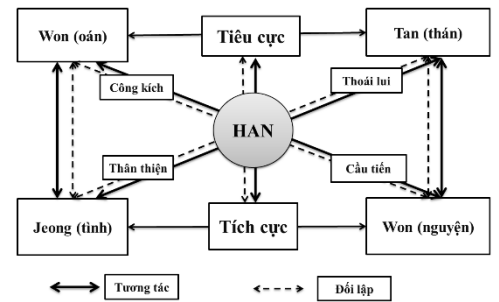 Won (oán)
Tiêu cực
Tan (thán)
Công kích
Thoái lui
HAN
Thân thiện
Cầu tiến
Jeong (tình)
Tích cực
Won (nguyện)
Tương tác
Đối lập